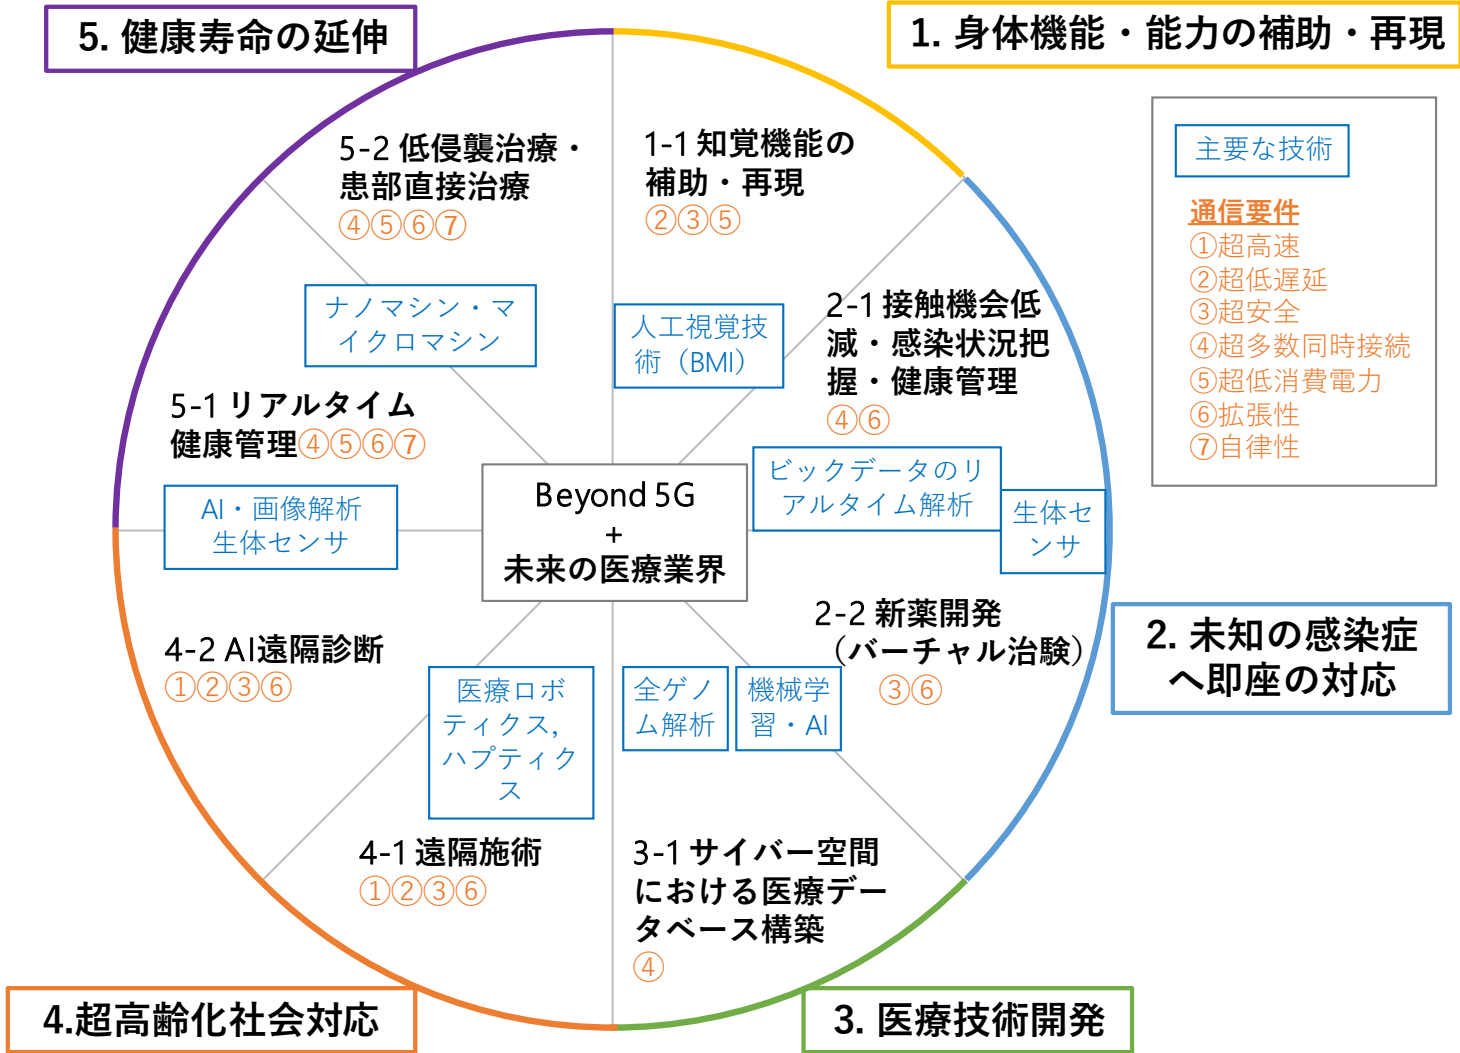 5. 健康寿命の延伸
1. 身体機能・能力の補助・再現
主要な技術
通信要件
①超高速
②超低遅延
③超安全
④超多数同時接続
⑤超低消費電力
⑥拡張性
⑦自律性
5-2 低侵襲治療・
患部直接治療
④⑤⑥⑦
1-1 知覚機能の
補助・再現
②③⑤
ナノマシン・マ
イクロマシン
人工視覚技
術（BMI）
2-1 接触機会低
減・感染状況把
握・健康管理
④⑥
5-1 リアルタイム
健康管理④⑤⑥⑦
AI・画像解析
生体センサ
Beyond 5G
+
未来の医療業界
ビックデータのリ
アルタイム解析
生体セ
ンサ
2-2 新薬開発
（バーチャル治験）
③⑥
2. 未知の感染症
へ即座の対応
4-2 AI遠隔診断
①②③⑥
医療ロボ
ティクス,
ハプティク
ス
全ゲノ
ム解析
機械学
習・AI
4-1 遠隔施術
①②③⑥
3-1 サイバー空間
における医療デー
タベース構築
④
4.超高齢化社会対応
3. 医療技術開発